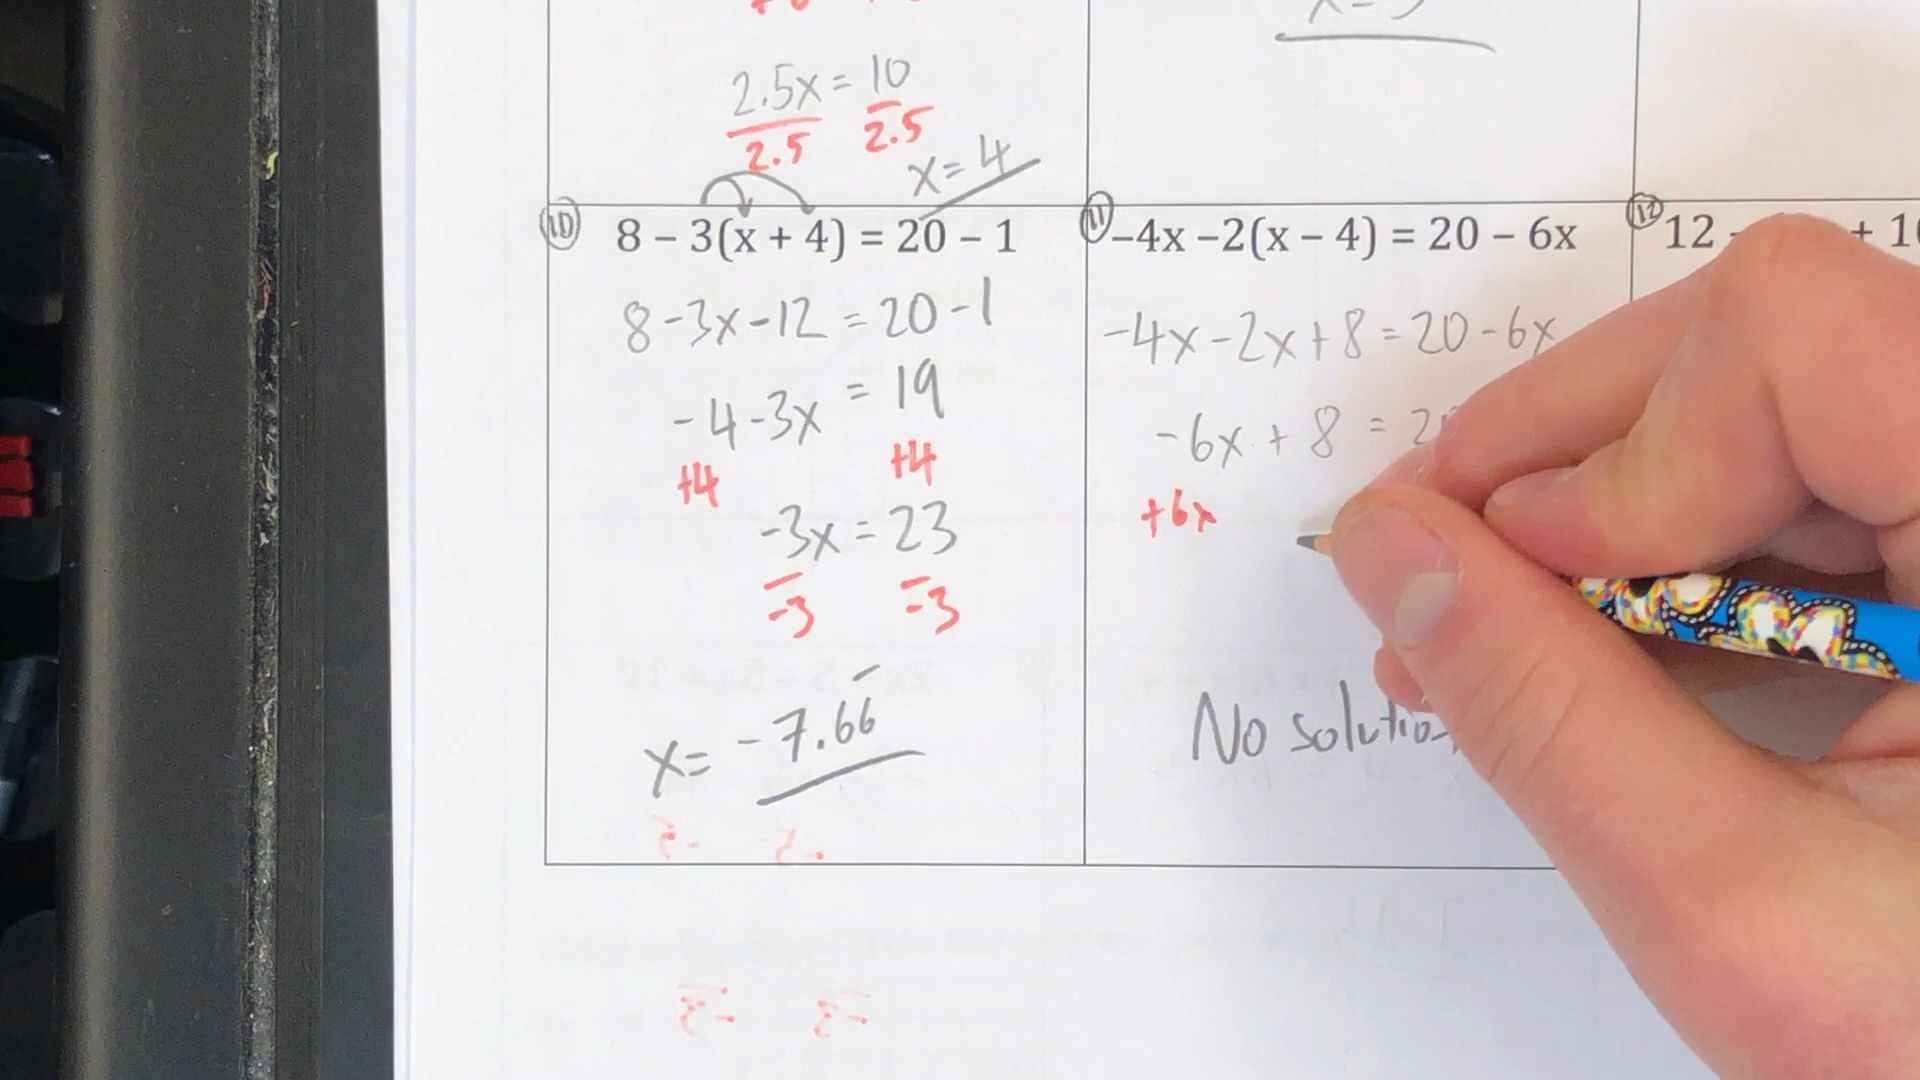 2.5x = 10
2.5 2.5
x = 4
10 8 – 3(x + 4) = 20 – 1
8 - 3x - 12 = 20 - 1
-4 - 3x = 19
+4 +4
-3x = 23
-3 -3
x = -7.66
11 –4x –2(x – 4) = 20 – 6x
-4x - 2x + 8 = 20 - 6x
-6x + 8 =
+6x
No
12 12